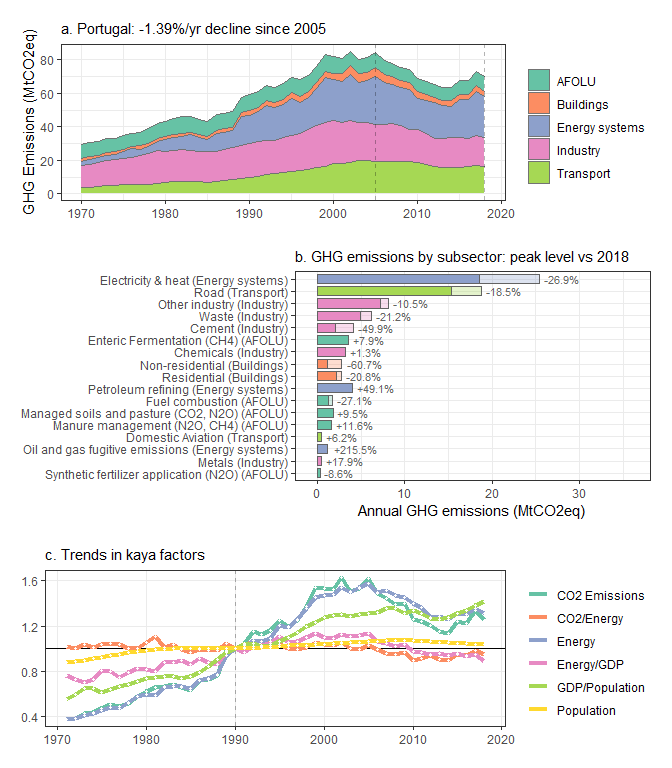 a. Portugal: -1.39%/yr decline since 2005
GHG Emissions (MtCO2eq)
80
60
40
20
0
1970
1980
1990
2000
2010
2020
AFOLU
Buildings
Energy systems
Industry
Transport
b. GHG emissions by subsector: peak level vs 2018
Electricity & heat (Energy systems) -26.9%
Road (Transport) -18.5%
Other industry (Industry) -10.5%
Waste (Industry) -21.2%
Cement (Industry) -49.9%
Enteric Fermentation (CH4) (AFOLU) +7.9%
Chemicals (Industry) +1.3%
Non-residential (Buildings) -60.7%
Residential (Buildings) -20.8%
Petroleum refining (Energy systems) +49.1%
Fuel combustion (AFOLU) -27.1%
Managed soils and pasture (CO2, N2O) (AFOLU) +9.5%
Manure management (N2O, CH4) (AFOLU) +11.6%
Domestic Aviation (Transport) +6.2%
Oil and gas fugitive emissions (Energy systems) +215.5%
Metals (Industry) +17.9%
Synthetic fertilizer application (N2O) (AFOLU) -8.6%
0
10
20
30
Annual GHG emissions (MtCO2eq)
c. Trends in kaya factors
1.6
1.2
0.8
0.4
1970
1980
1990
2000
2010
2020
CO2 Emissions
CO2/Energy
Energy
Energy/GDP
GDP/Population
Population